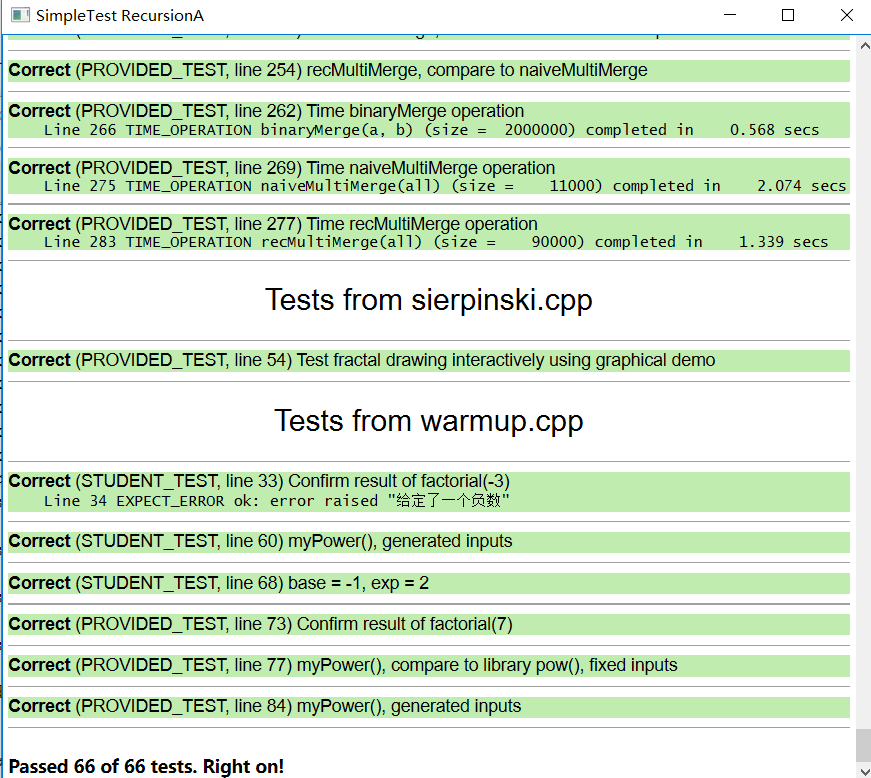 SimpleTest RecursionA
Correct (PROVIDED_TEST, line 254) recMultiMerge, compare to naiveMultiMerge
Correct (PROVIDED_TEST, line 262) Time binaryMerge operation
Line 266 TIME_OPERATION binaryMerge(a, b) (size =  2000000) completed in    0.568 secs
Correct (PROVIDED_TEST, line 269) Time naiveMultiMerge operation
Line 275 TIME_OPERATION naiveMultiMerge(all) (size =    11000) completed in    2.074 secs
Correct (PROVIDED_TEST, line 277) Time recMultiMerge operation
Line 283 TIME_OPERATION recMultiMerge(all) (size =    90000) completed in    1.339 secs
Tests from sierpinski.cpp
Correct (PROVIDED_TEST, line 54) Test fractal drawing interactively using graphical demo
Tests from warmup.cpp
Correct (STUDENT_TEST, line 33) Confirm result of factorial(-3)
Line 34 EXPECT_ERROR ok: error raised "给定了一个负数"
Correct (STUDENT_TEST, line 60) myPower(), generated inputs
Correct (STUDENT_TEST, line 68) base = -1, exp = 2
Correct (PROVIDED_TEST, line 73) Confirm result of factorial(7)
Correct (PROVIDED_TEST, line 77) myPower(), compare to library pow(), fixed inputs
Correct (PROVIDED_TEST, line 84) myPower(), generated inputs
Passed 66 of 66 tests. Right on!